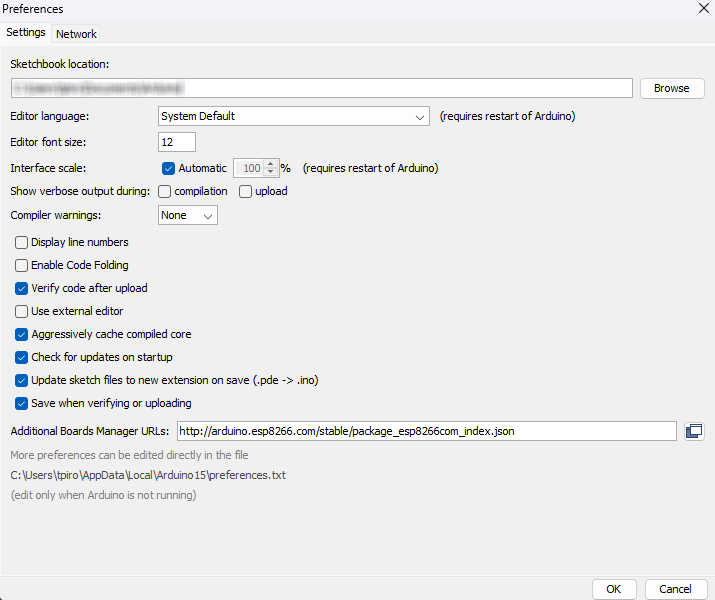 Preferences
Settings Network
Sketchbook location:
Browse
Editor language: System Default (requires restart of Arduino)
Editor font size: 12
Interface scale: Automatic 100 % (requires restart of Arduino)
Show verbose output during: compilation upload
Compiler warnings: None
Display line numbers
Enable Code Folding
Verify code after upload
Use external editor
Aggressively cache compiled core
Check for updates on startup
Update sketch files to new extension on save (.pde -> .ino)
Save when verifying or uploading
Additional Boards Manager URLs: http://arduino.esp8266.com/stable/package_esp8266com_index.json
More preferences can be edited directly in the file
C:\Users\tpiro\AppData\Local\Arduino15\preferences.txt
(edit only when Arduino is not running)
OK Cancel